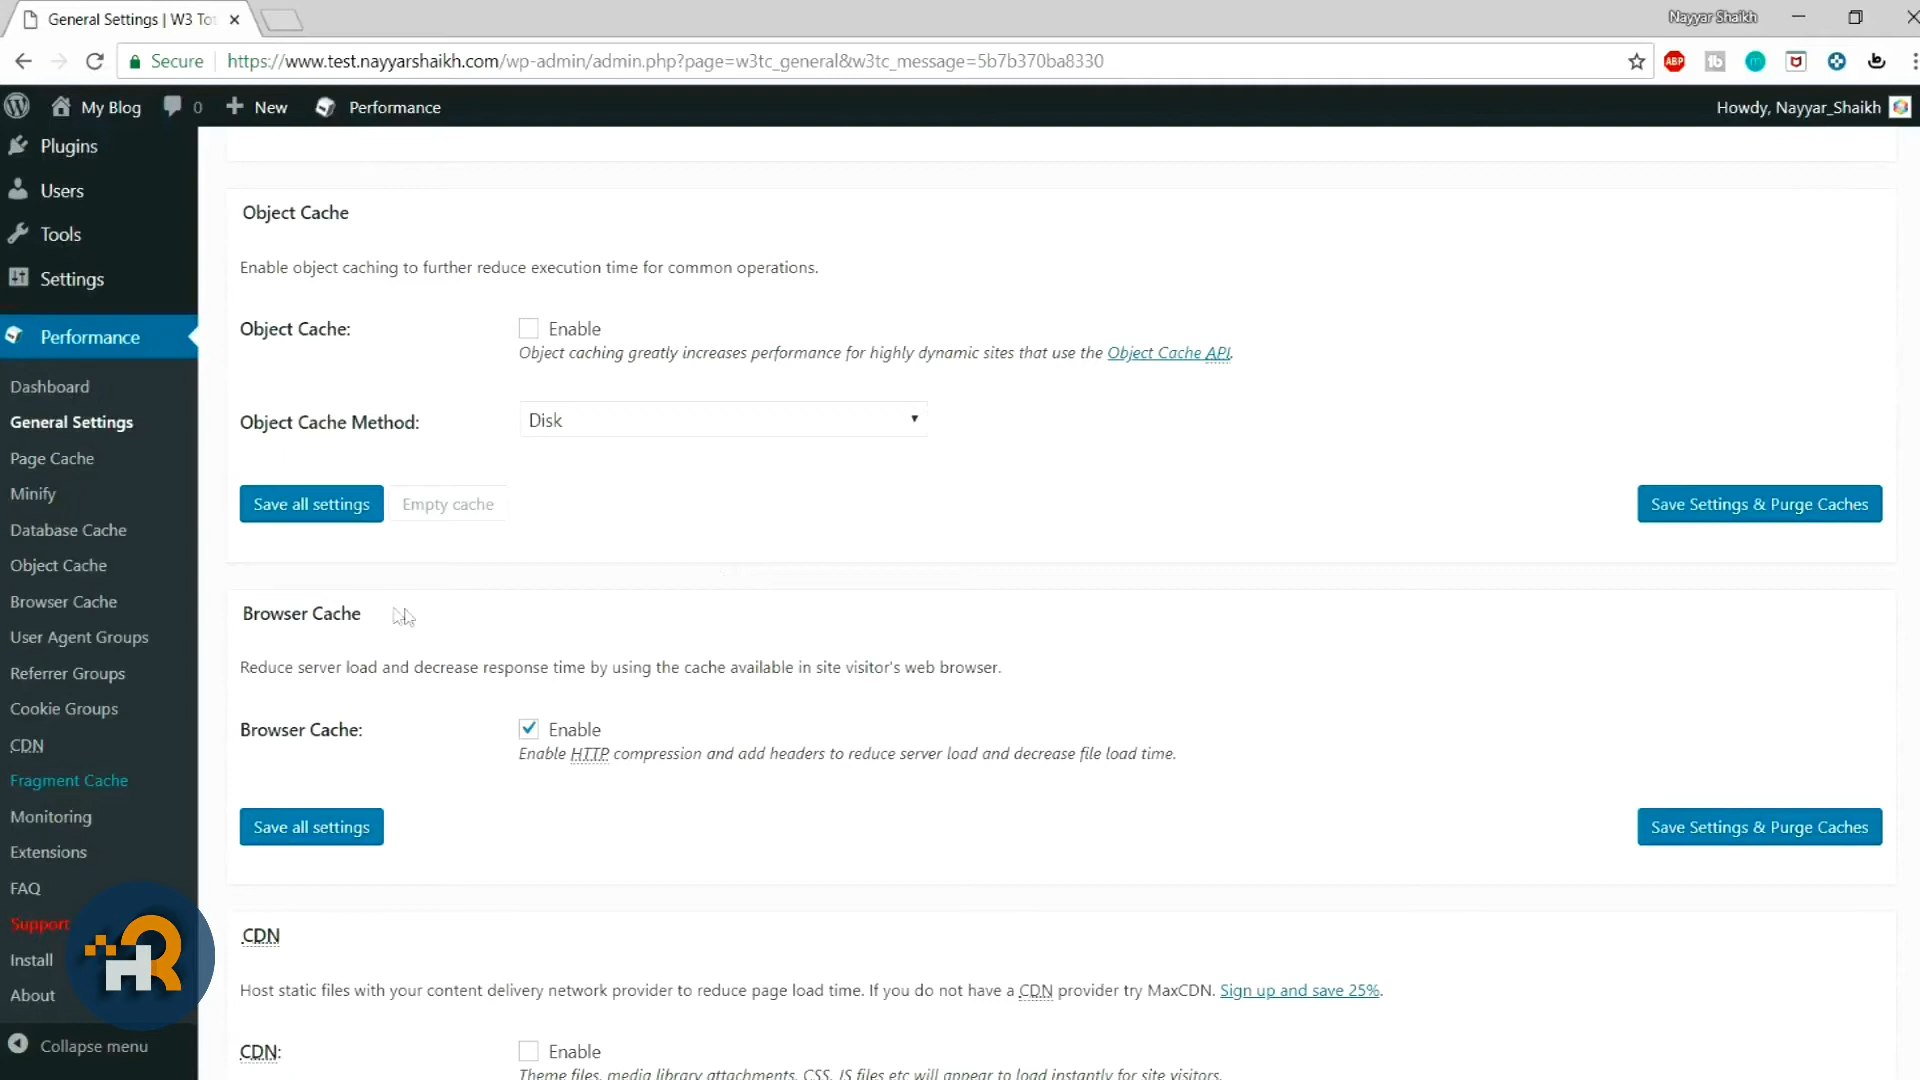 General Settings | W3 Tot
Nayyar Shaikh
Secure
https://www.test.nayyarshaikh.com/wp-admin/admin.php?page=w3tc_general&w3tc_message=5b7b370ba8330
ABP
My Blog
0
New
Performance
Howdy, Nayyar_Shaikh
Plugins
Users
Tools
Settings
Performance
Dashboard
General Settings
Page Cache
Minify
Database Cache
Object Cache
Browser Cache
User Agent Groups
Referrer Groups
Cookie Groups
CDN
Fragment Cache
Monitoring
Extensions
FAQ
Support
Install
About
Collapse menu
Object Cache
Enable object caching to further reduce execution time for common operations.
Object Cache:
Enable
Object caching greatly increases performance for highly dynamic sites that use the Object Cache API.
Object Cache Method:
Disk
Save all settings
Empty cache
Save Settings & Purge Caches
Browser Cache
Reduce server load and decrease response time by using the cache available in site visitor's web browser.
Browser Cache:
Enable
Enable HTTP compression and add headers to reduce server load and decrease file load time.
Save all settings
Save Settings & Purge Caches
CDN
Host static files with your content delivery network provider to reduce page load time. If you do not have a CDN provider try MaxCDN. Sign up and save 25%.
CDN:
Enable
Theme files, media library attachments, CSS, JS files etc will appear to load instantly for site visitors.